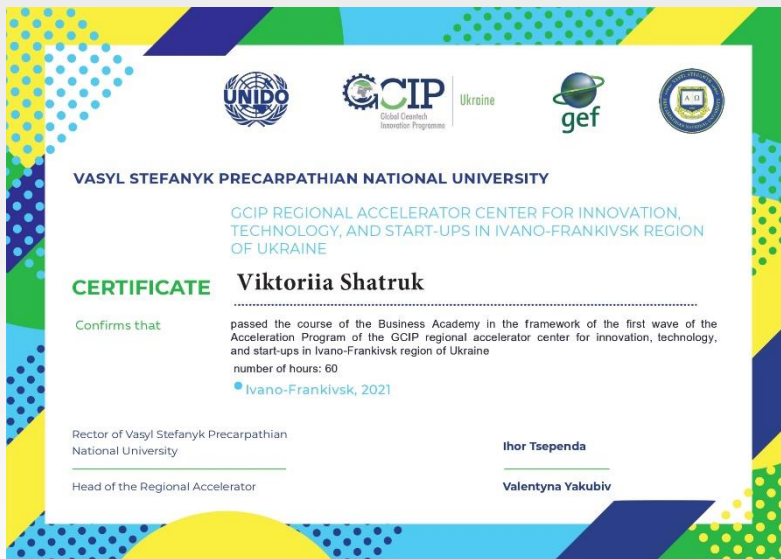 UNIDO
GCIP
Global Cleantech
Innovation Programme
Ukraine
gef
VASYL STEFANYK PRECARPATHIAN NATIONAL UNIVERSITY
GCIP REGIONAL ACCELERATOR CENTER FOR INNOVATION,
TECHNOLOGY, AND START-UPS IN IVANO-FRANKIVSK REGION
OF UKRAINE
CERTIFICATE
Viktoriia Shatruk
Confirms that
passed the course of the Business Academy in the framework of the first wave of the
Acceleration Program of the GCIP regional accelerator center for innovation, technology,
and start-ups in Ivano-Frankivsk region of Ukraine
number of hours: 60
Ivano-Frankivsk, 2021
Rector of Vasyl Stefanyk Precarpathian
National University
Ihor Tsependa
Head of the Regional Accelerator
Valentyna Yakubiv